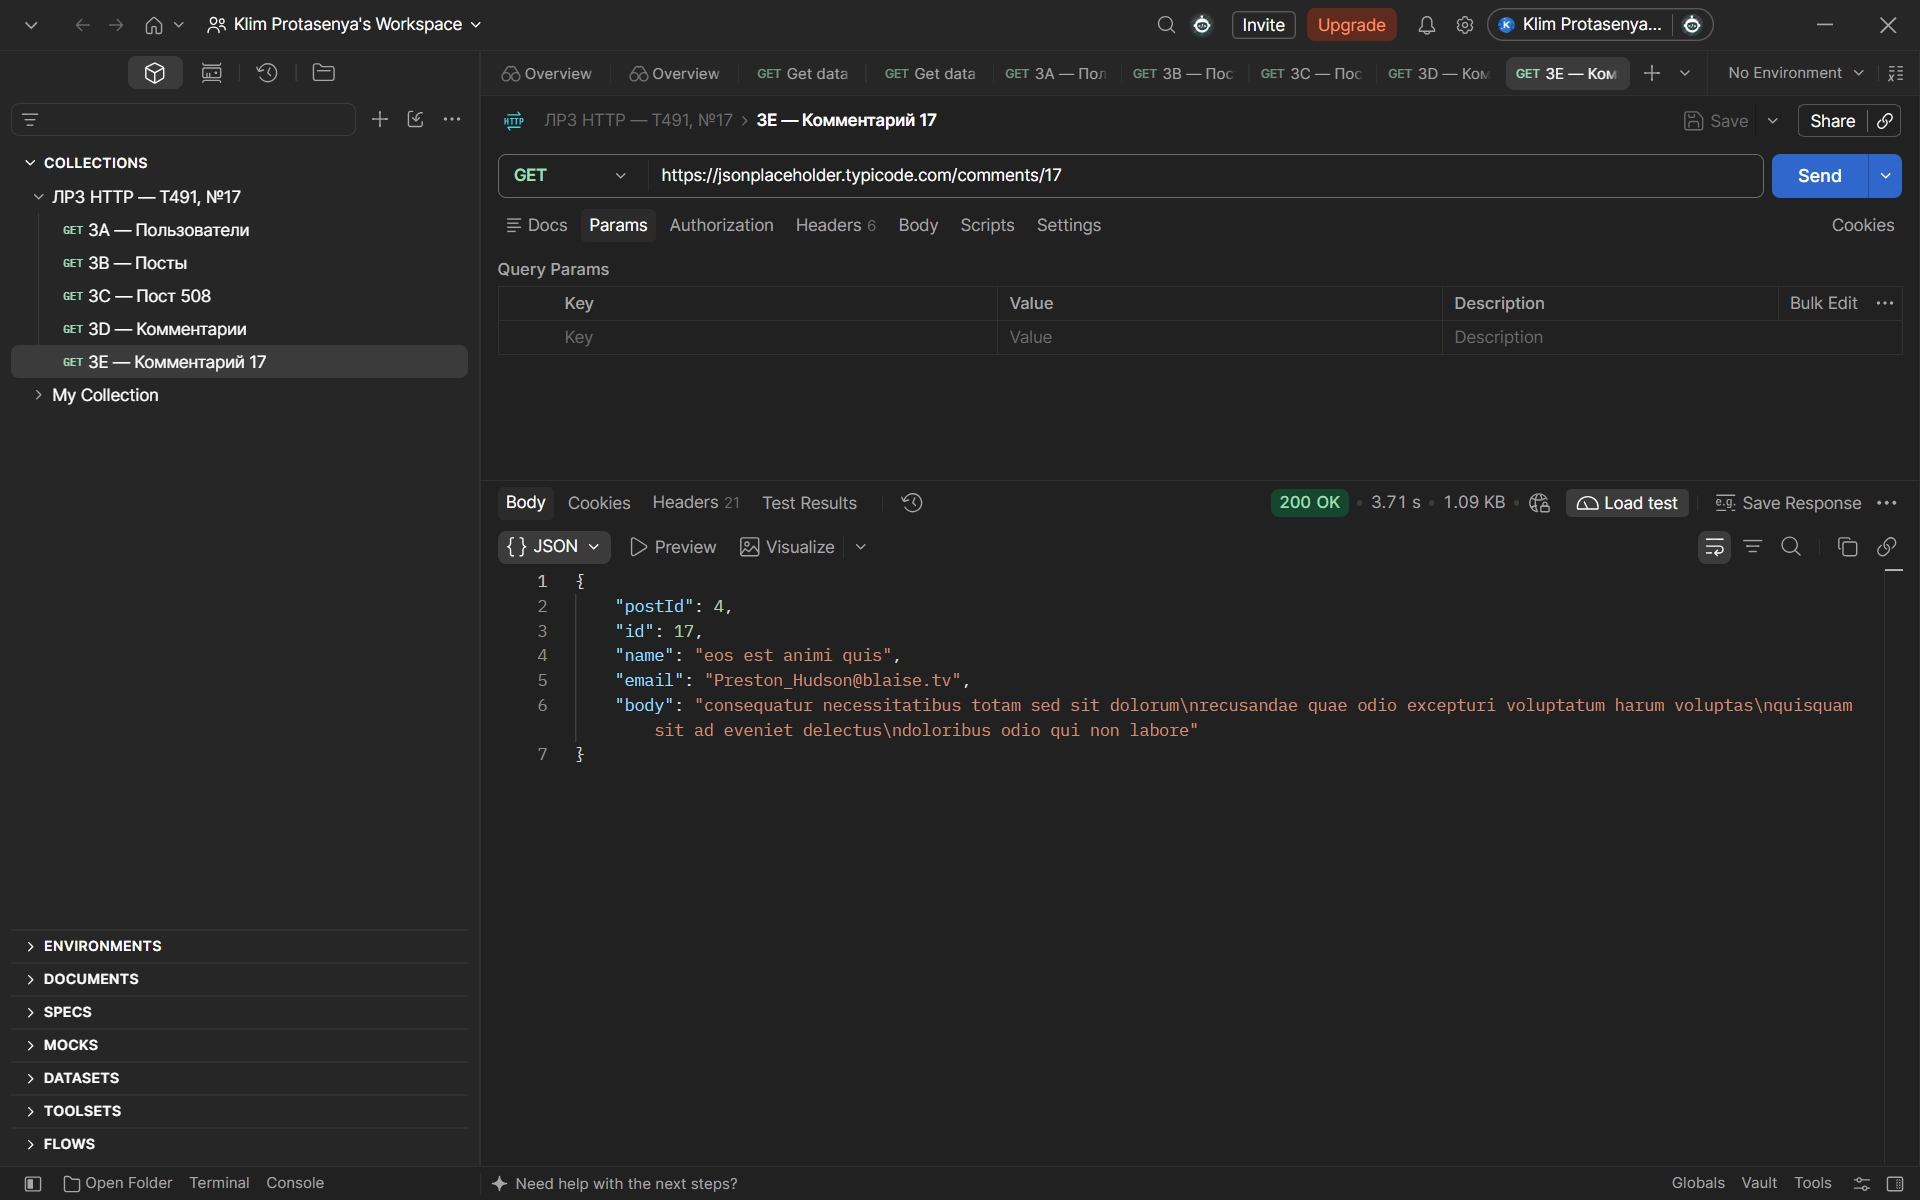 Klim Protasenya's Workspace
Invite
Upgrade
Klim Protasenya...
Overview
Overview
GET Get data
GET Get data
GET 3A — Пол
GET 3B — Пос
GET 3C — Пос
GET 3D — Ком
GET 3E — Ком
No Environment
HTTP ЛР3 HTTP — T491, №17 > 3E — Комментарий 17
Save
Share
COLLECTIONS
ЛР3 HTTP — T491, №17
GET 3A — Пользователи
GET 3B — Посты
GET 3C — Пост 508
GET 3D — Комментарии
GET 3E — Комментарий 17
My Collection
ENVIRONMENTS
DOCUMENTS
SPECS
MOCKS
DATASETS
TOOLSETS
FLOWS
GET https://jsonplaceholder.typicode.com/comments/17
Send
Docs Params Authorization Headers 6 Body Scripts Settings Cookies
Query Params
Key Value Description Bulk Edit
Key Value Description
Body Cookies Headers 21 Test Results
200 OK • 3.71 s • 1.09 KB • Load test e.g. Save Response
{} JSON Preview Visualize
1 {
2 "postId": 4,
3 "id": 17,
4 "name": "eos est animi quis",
5 "email": "Preston_Hudson@blaise.tv",
6 "body": "consequatur necessitatibus totam sed sit dolorum\nrecusandae quae odio excepturi voluptatum harum voluptas\nquisquam
sit ad eveniet delectus\ndoloribus odio qui non labore"
7 }
Open Folder Terminal Console
Need help with the next steps?
Globals Vault Tools